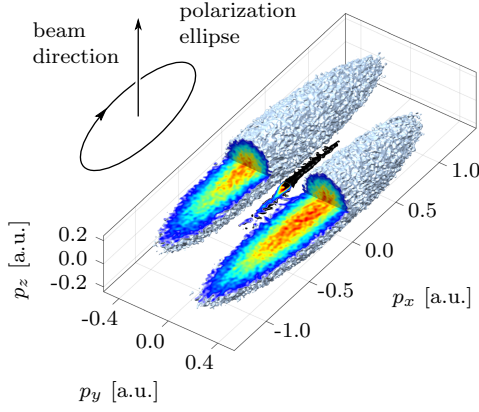 beam
direction
polarization
ellipse
0.2
0.0
-0.2
p_z [a.u.]
-0.4
0.0
0.4
p_y [a.u.]
-1.0
-0.5
0.0
0.5
1.0
p_x [a.u.]